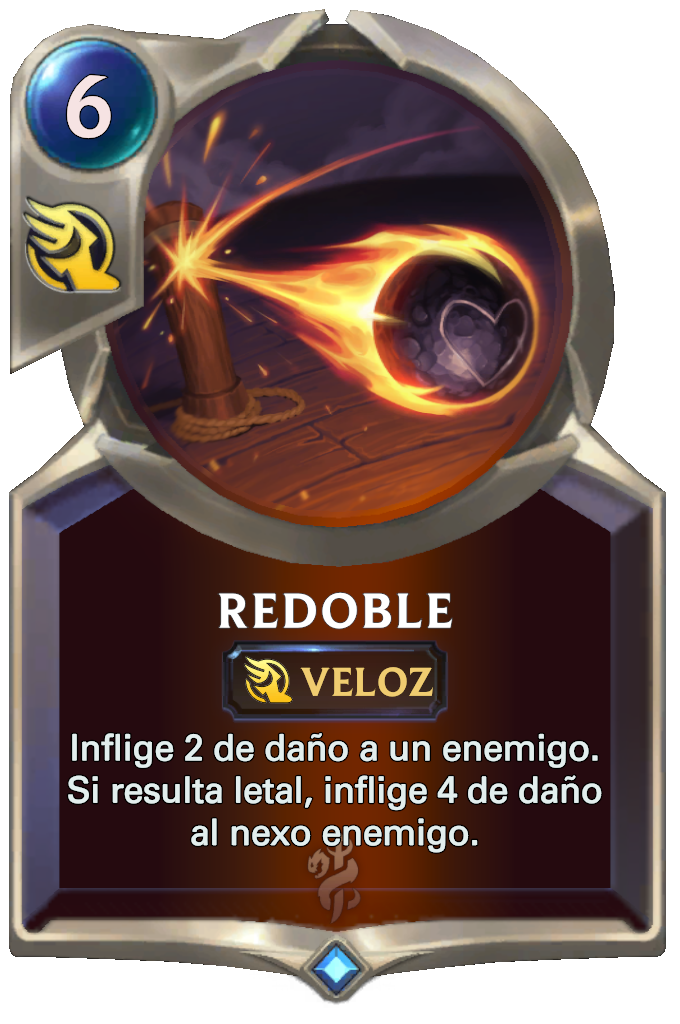 6
REDOBLE
VELOZ
Inflige 2 de daño a un enemigo.
Si resulta letal, inflige 4 de daño
al nexo enemigo.